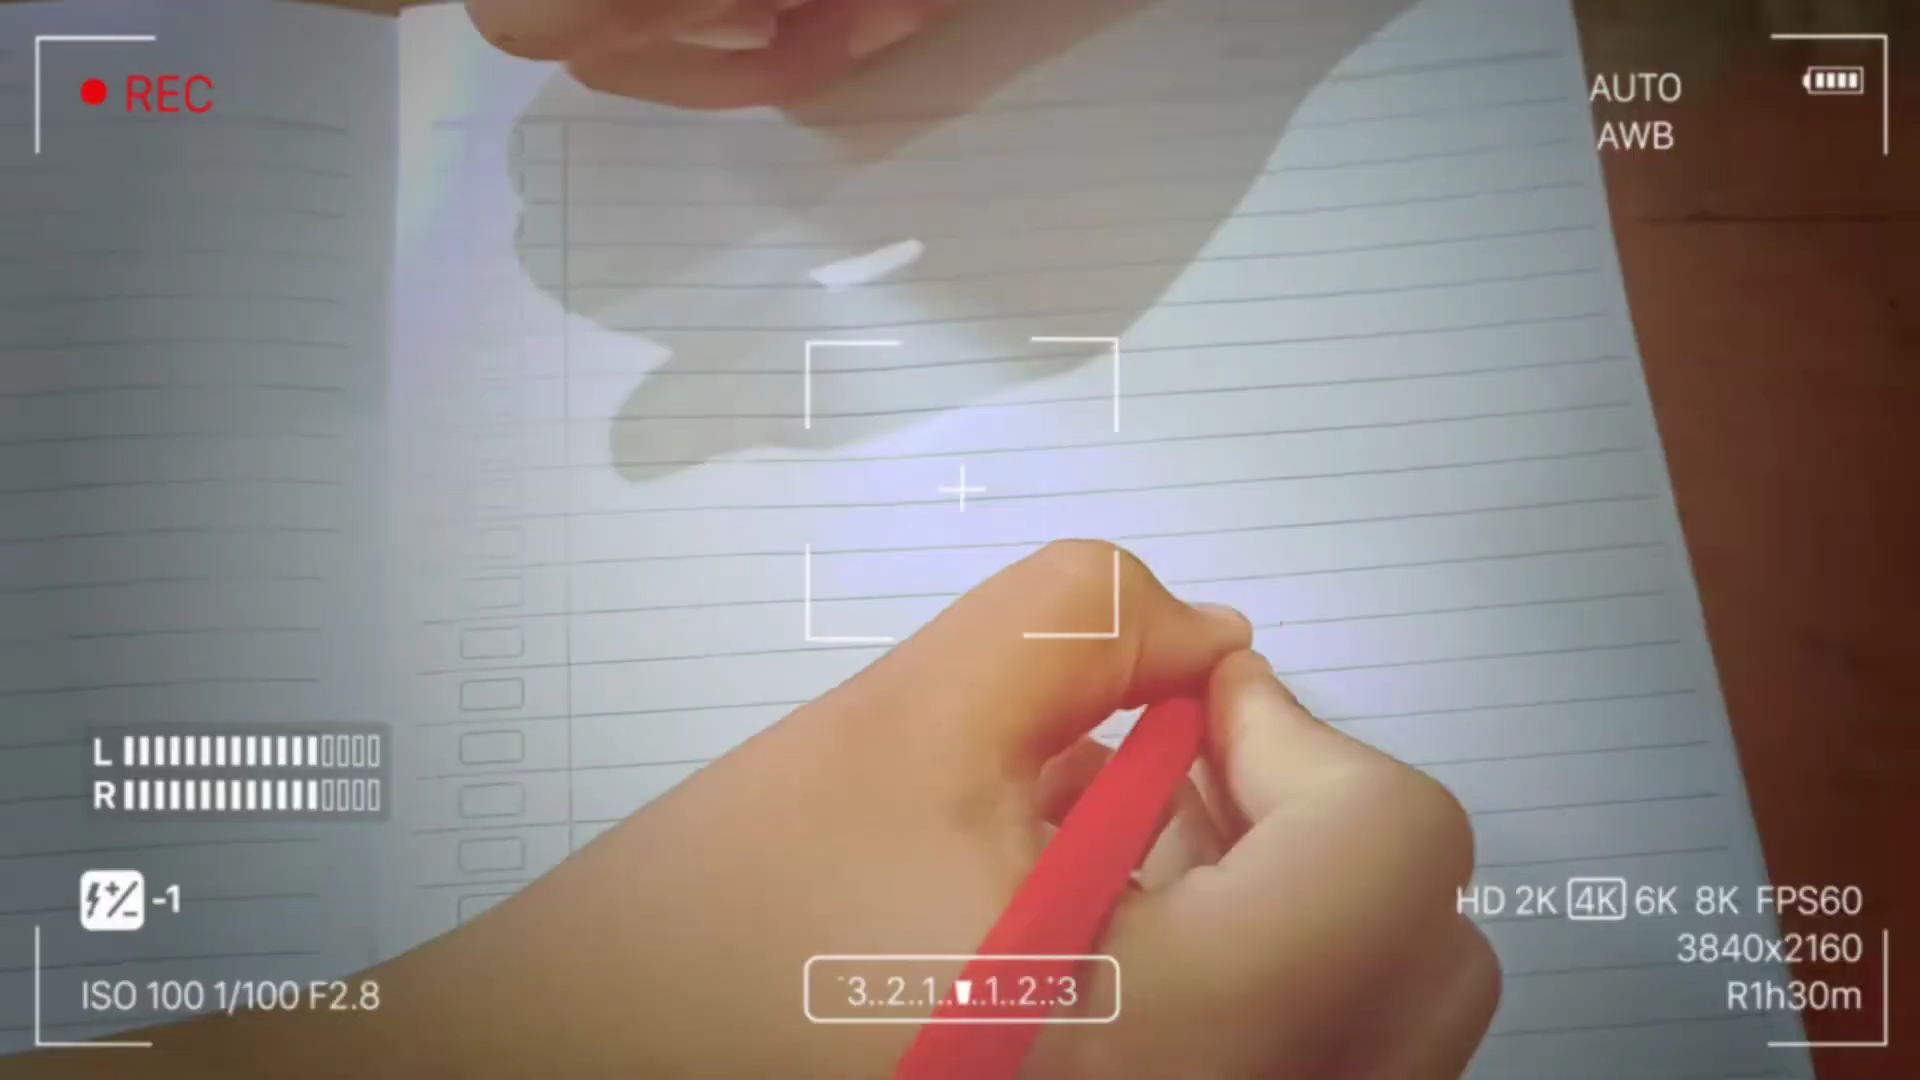 REC
AUTO
AWB
L
R
-1
HD 2K 4K 6K 8K FPS60
3840x2160
ISO 100 1/100 F2.8
3..2..1....1..2..3
R1h30m